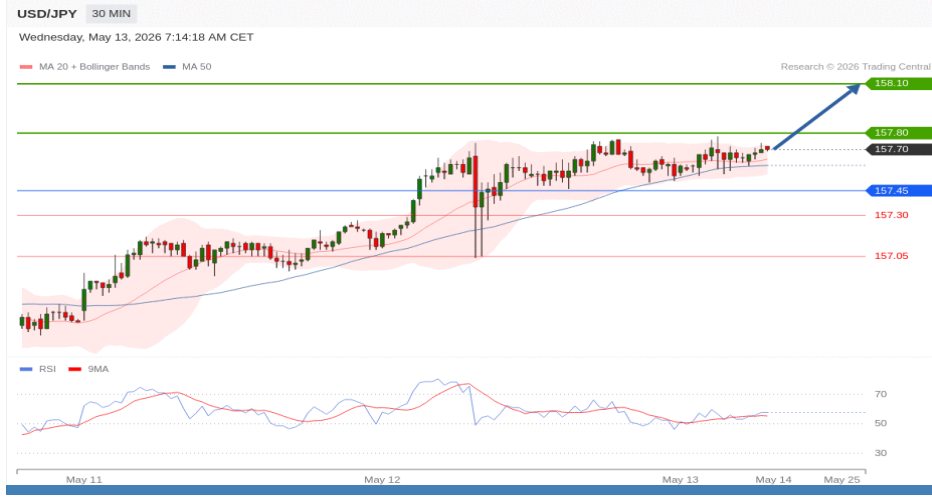 USD/JPY 30 MIN
Wednesday, May 13, 2026 7:14:18 AM CET
MA 20 + Bollinger Bands MA 50 Research © 2026 Trading Central
158.10
157.80
157.70
157.45
157.30
157.05
RSI 9MA
70
50
30
May 11 May 12 May 13 May 14 May 25